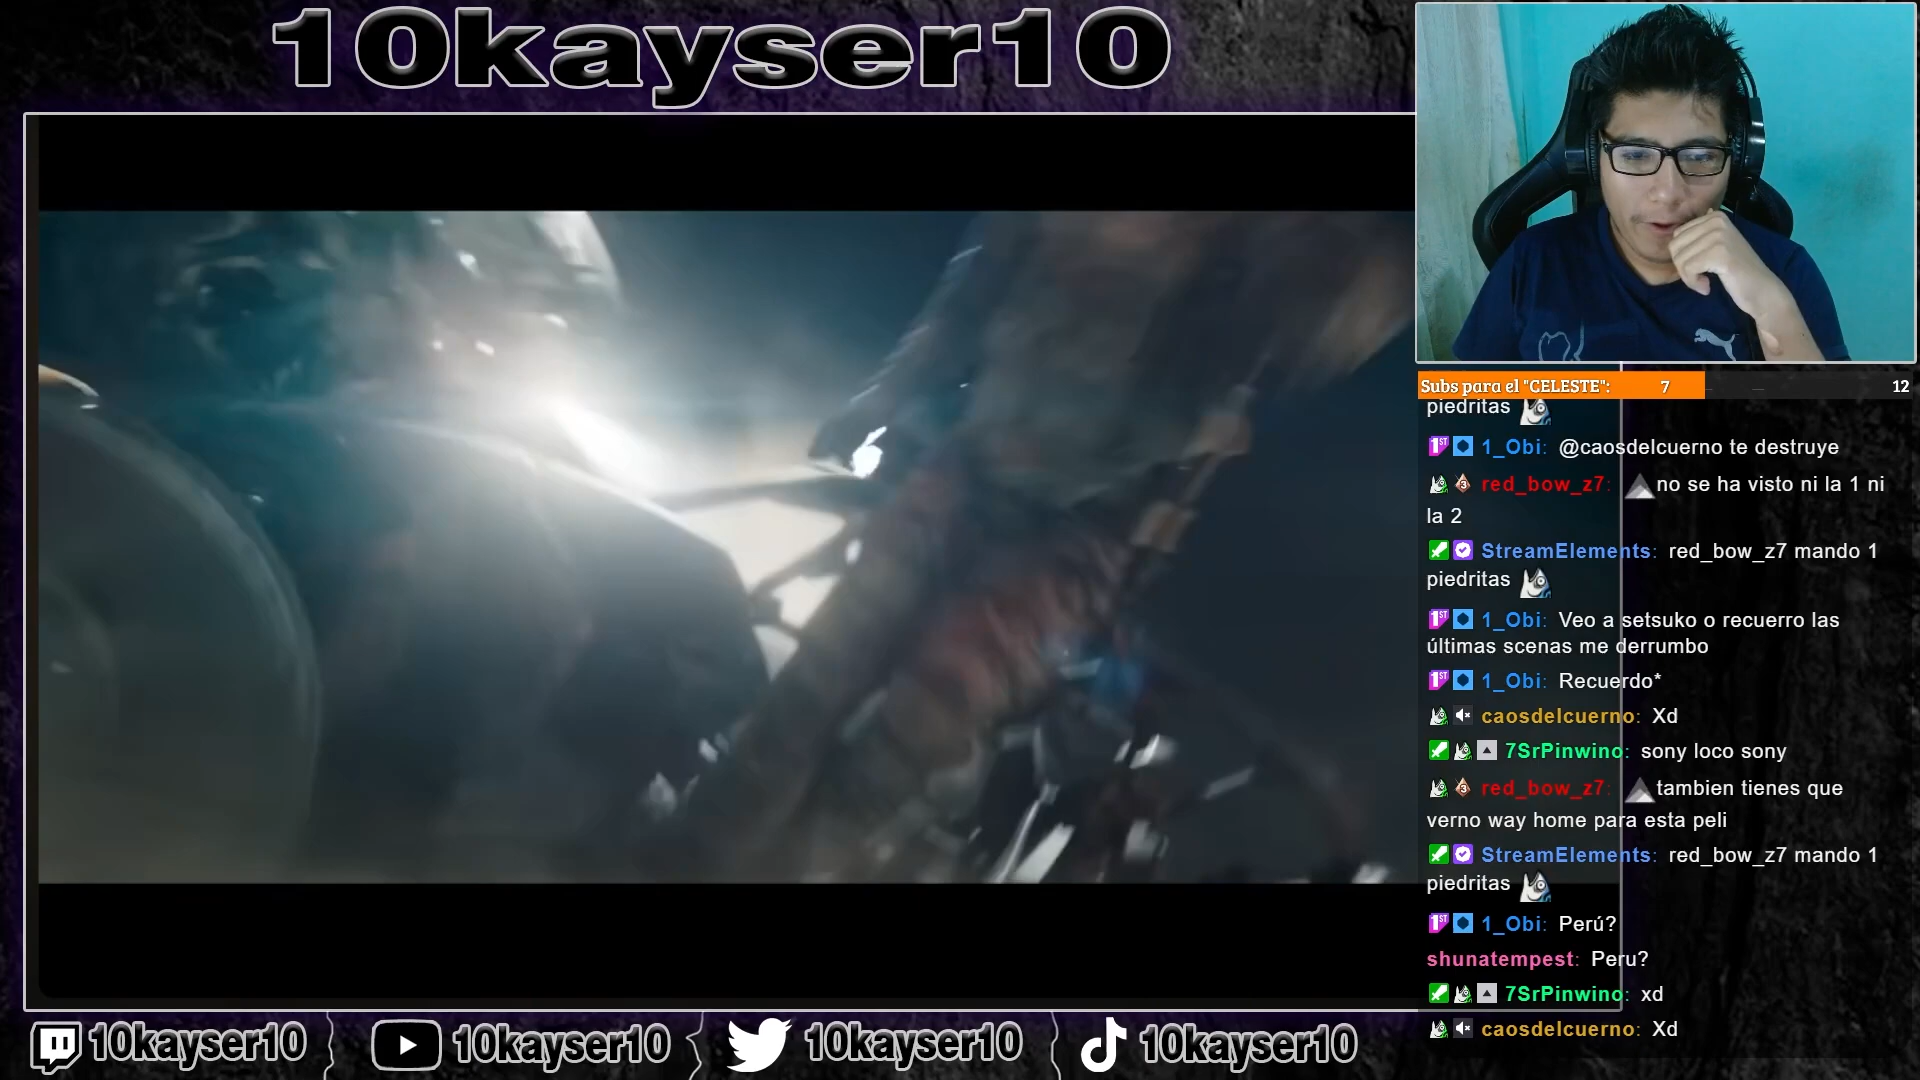 10kayser10
Subs para el "CELESTE": 7 12
piedritas
1_Obi: @caosdelcuerno te destruye
red_bow_z7: no se ha visto ni la 1 ni
la 2
StreamElements: red_bow_z7 mando 1
piedritas
1_Obi: Veo a setsuko o recuerro las
últimas scenas me derrumbo
1_Obi: Recuerdo*
caosdelcuerno: Xd
7SrPinwino: sony loco sony
red_bow_z7: tambien tienes que
verno way home para esta peli
StreamElements: red_bow_z7 mando 1
piedritas
1_Obi: Perú?
shunatempest: Peru?
7SrPinwino: xd
caosdelcuerno: Xd
10kayser10 10kayser10 10kayser10 10kayser10